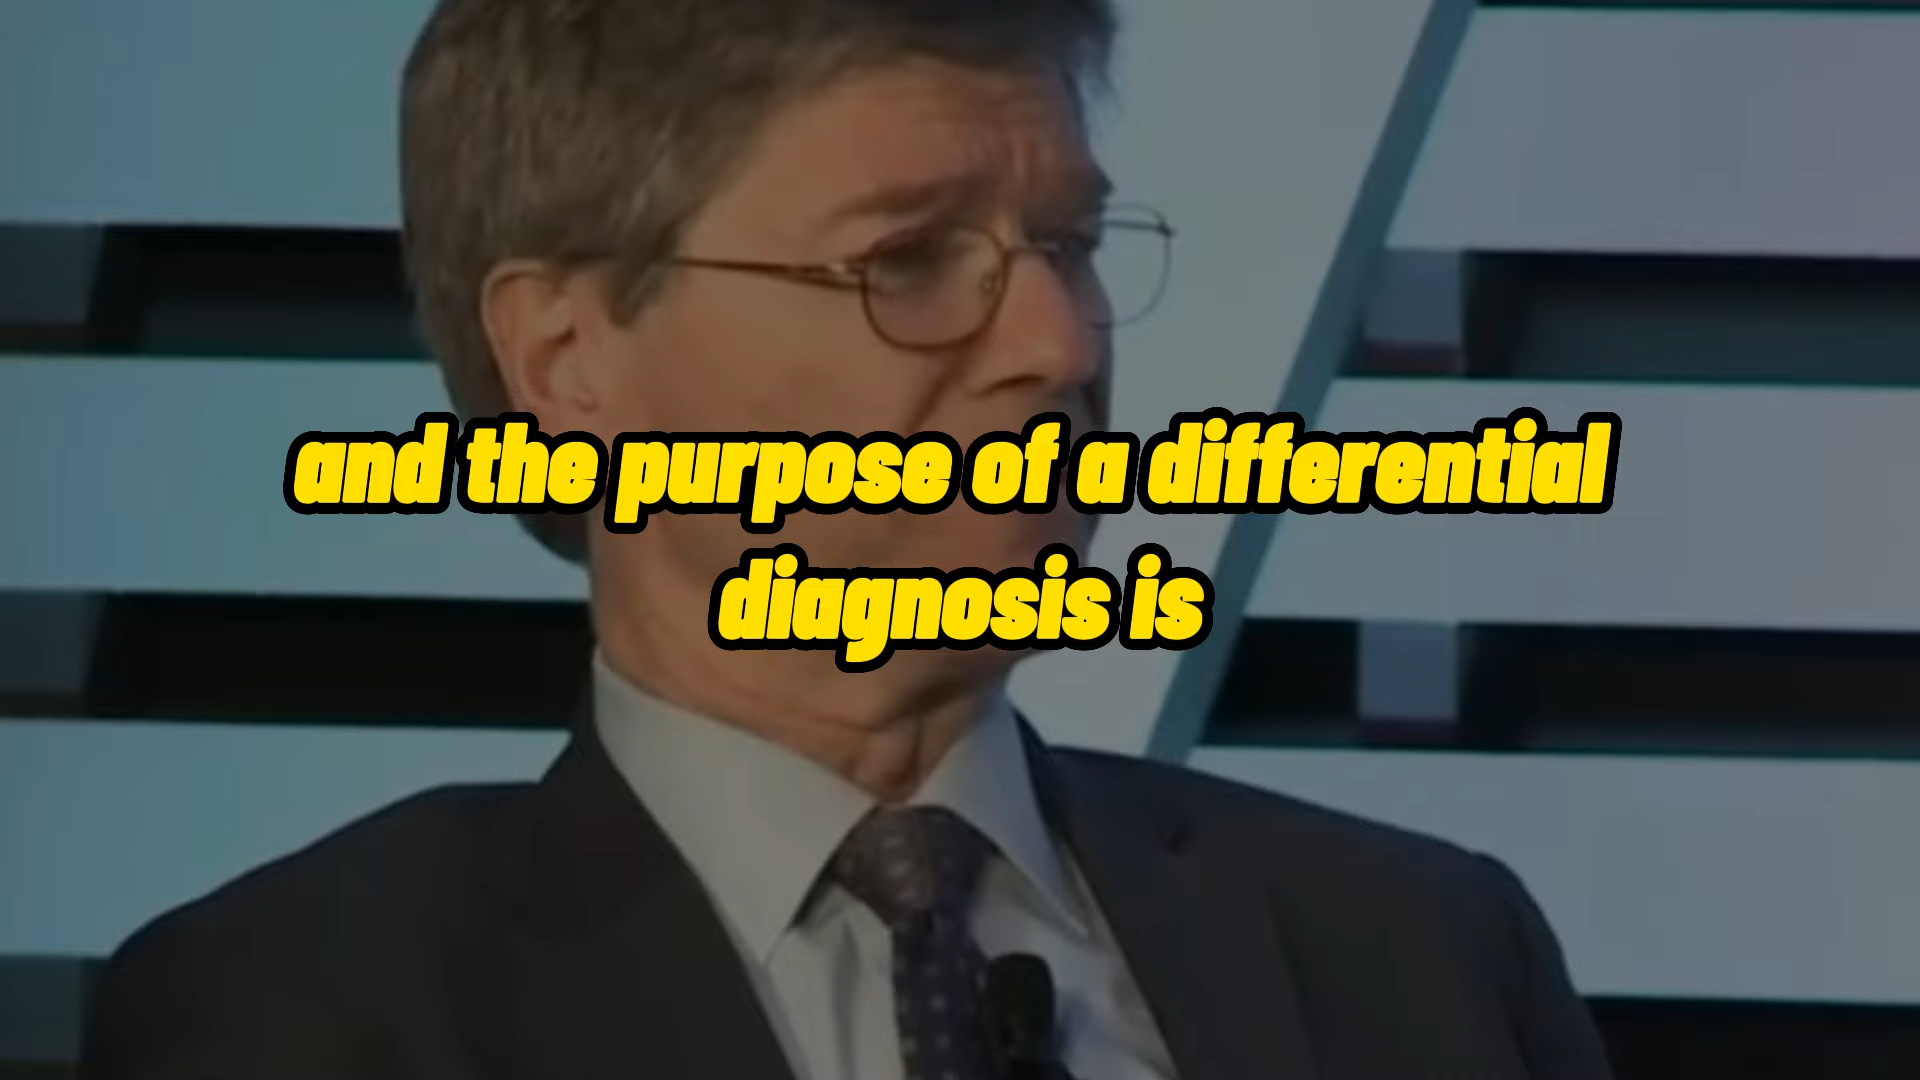 and the purpose of a differential
diagnosis is